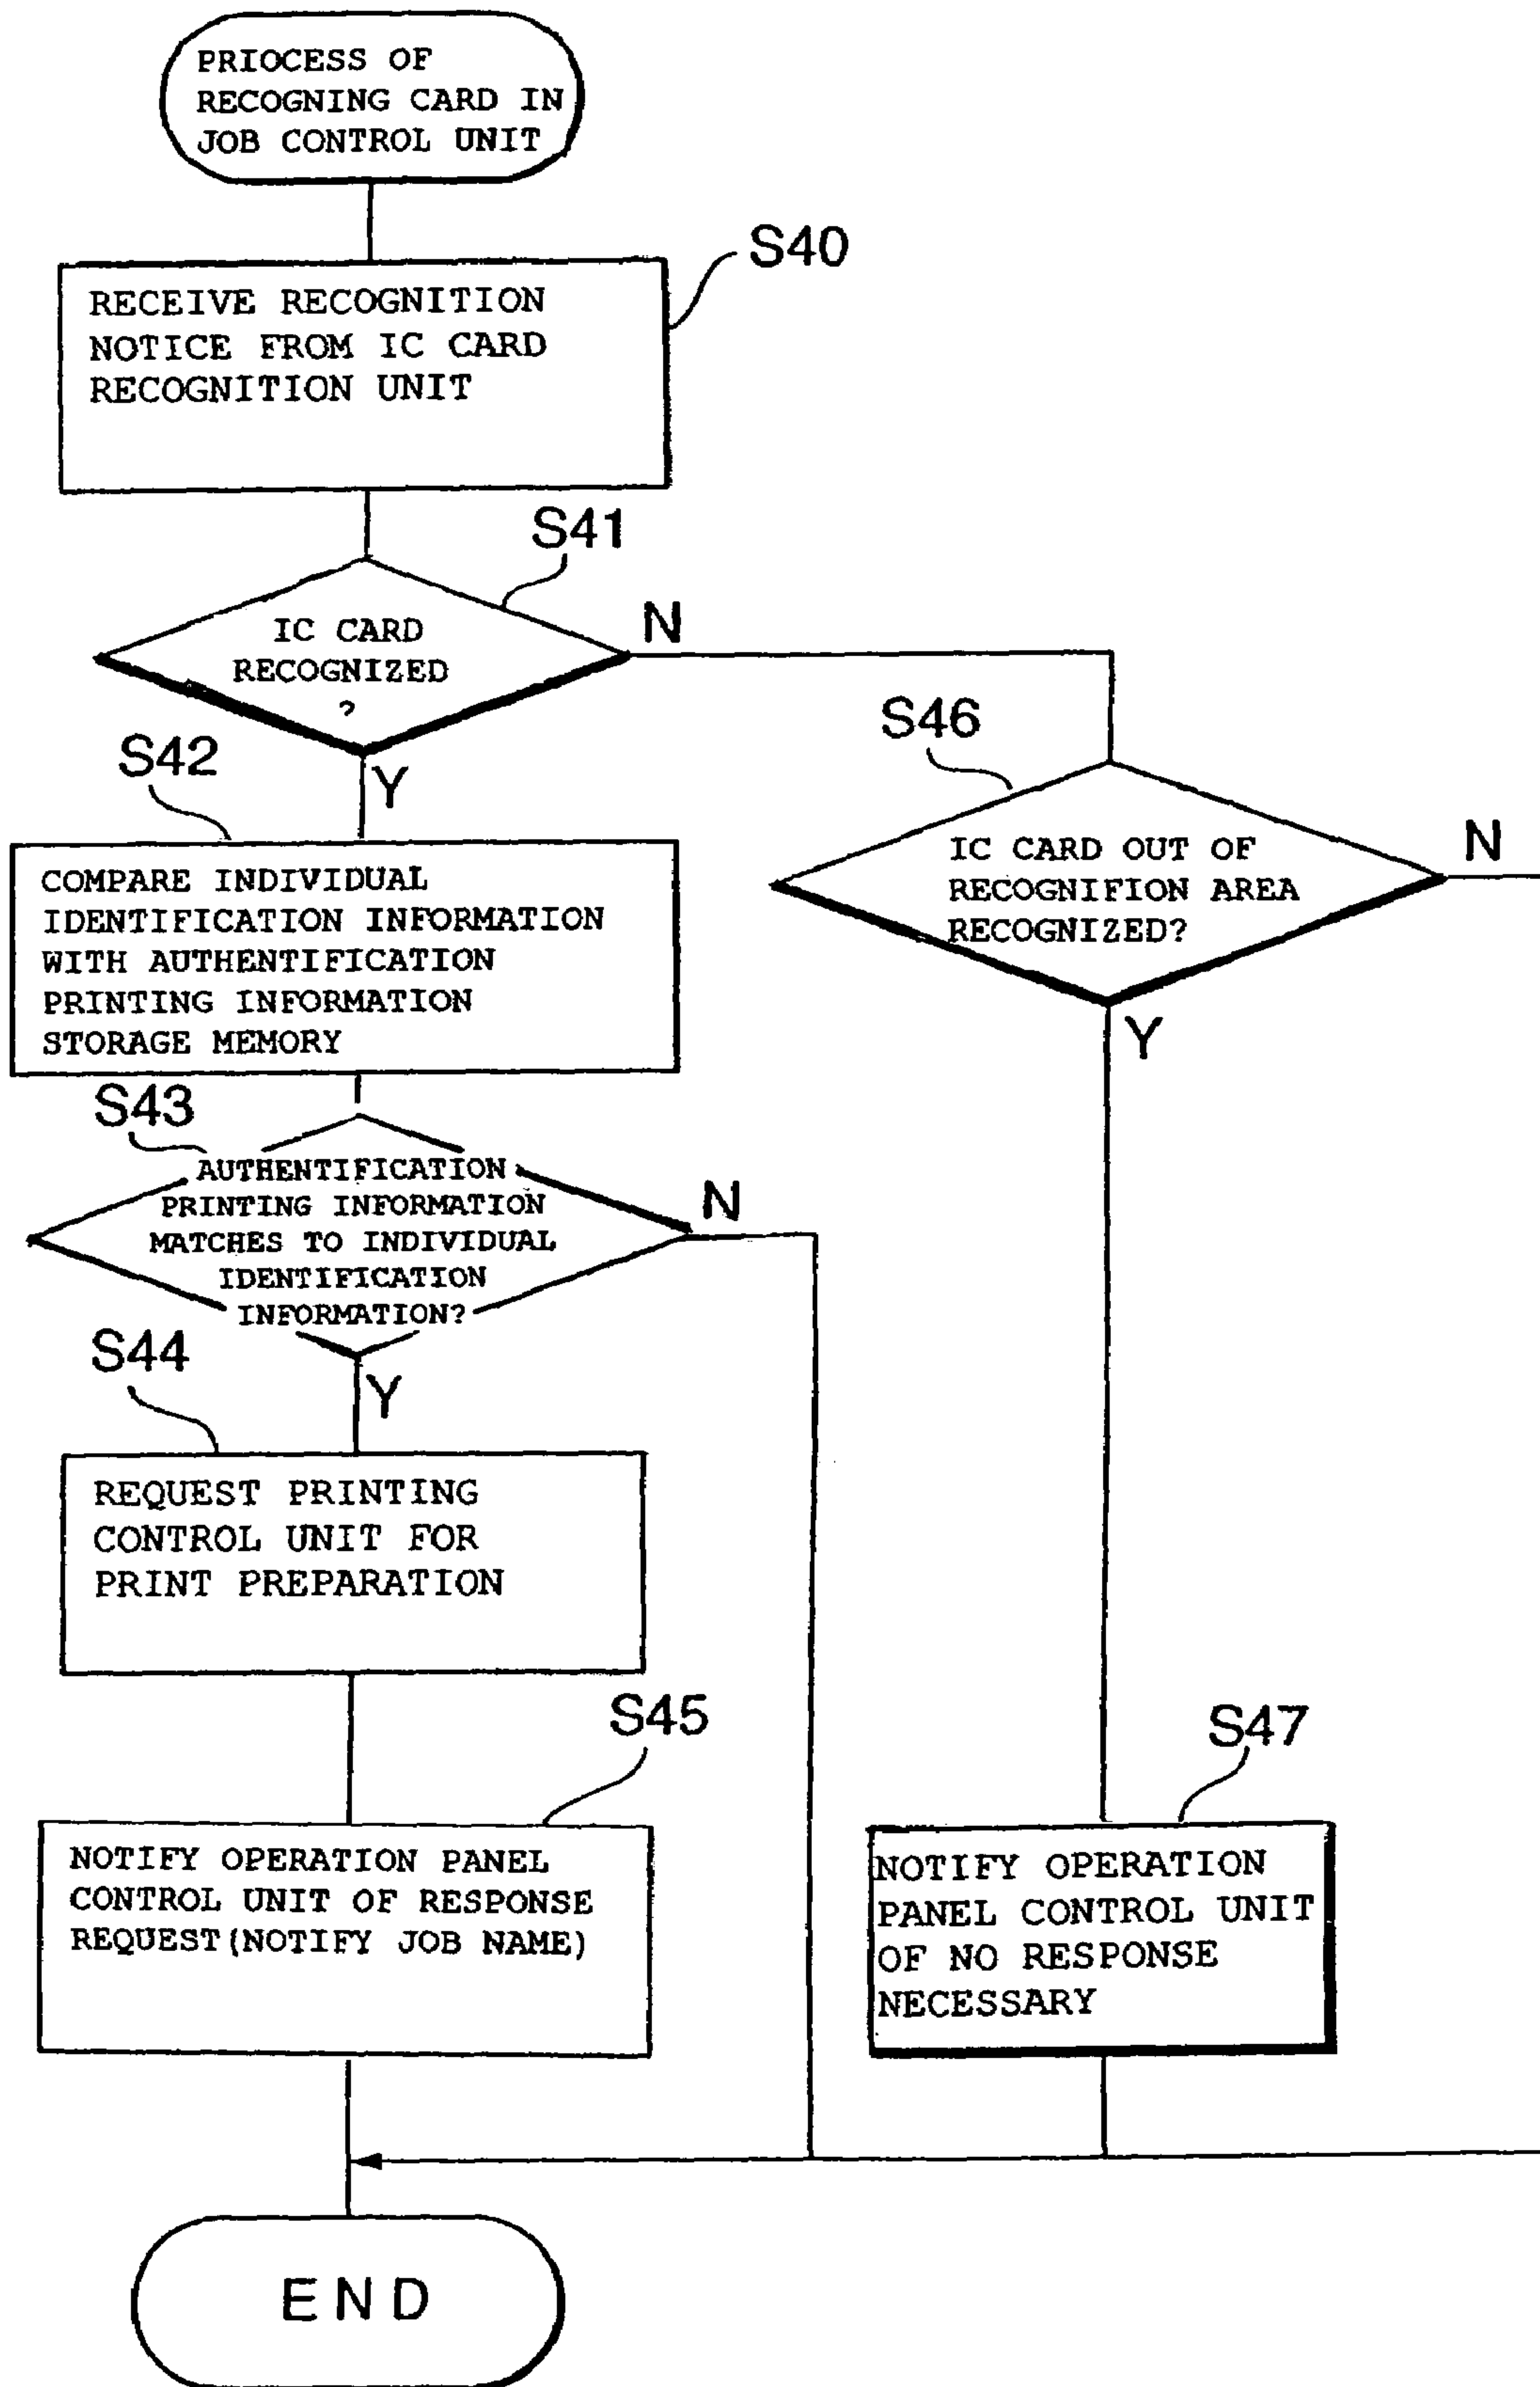 PRIOCESS OF
RECOGNING CARD IN
JOB CONTROL UNIT
S40
RECEIVE RECOGNITION
NOTICE FROM IC CARD
RECOGNITION UNIT
S41
IC CARD
RECOGNIZED
?
N
Y
S42
COMPARE INDIVIDUAL
IDENTIFICATION INFORMATION
WITH AUTHENTIFICATION
PRINTING INFORMATION
STORAGE MEMORY
S46
IC CARD OUT OF
RECOGNIFION AREA
RECOGNIZED?
N
Y
S43
AUTHENTIFICATION
PRINTING INFORMATION
MATCHES TO INDIVIDUAL
IDENTIFICATION
INFORMATION?
N
Y
S44
REQUEST PRINTING
CONTROL UNIT FOR
PRINT PREPARATION
S45
NOTIFY OPERATION PANEL
CONTROL UNIT OF RESPONSE
REQUEST(NOTIFY JOB NAME)
S47
NOTIFY OPERATION
PANEL CONTROL UNIT
OF NO RESPONSE
NECESSARY
END